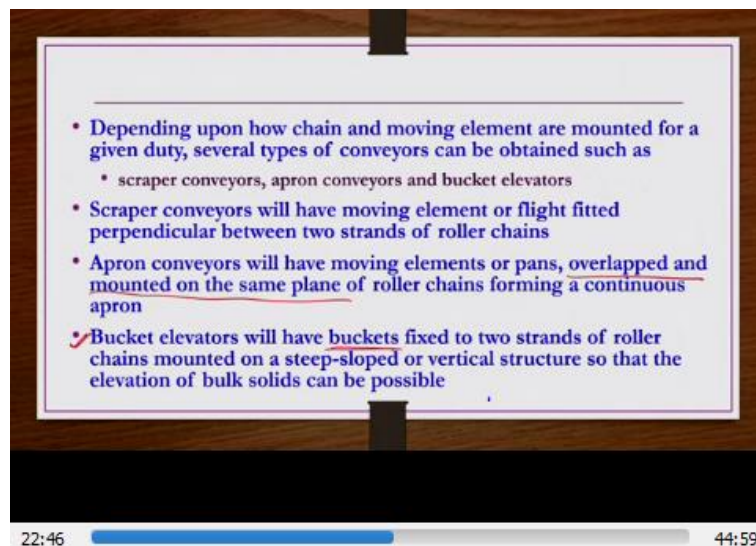 • Depending upon how chain and moving element are mounted for a
given duty, several types of conveyors can be obtained such as
• scraper conveyors, apron conveyors and bucket elevators
• Scraper conveyors will have moving element or flight fitted
perpendicular between two strands of roller chains
• Apron conveyors will have moving elements or pans, overlapped and
mounted on the same plane of roller chains forming a continuous
apron
• Bucket elevators will have buckets fixed to two strands of roller
chains mounted on a steep-sloped or vertical structure so that the
elevation of bulk solids can be possible
22:46 44:59